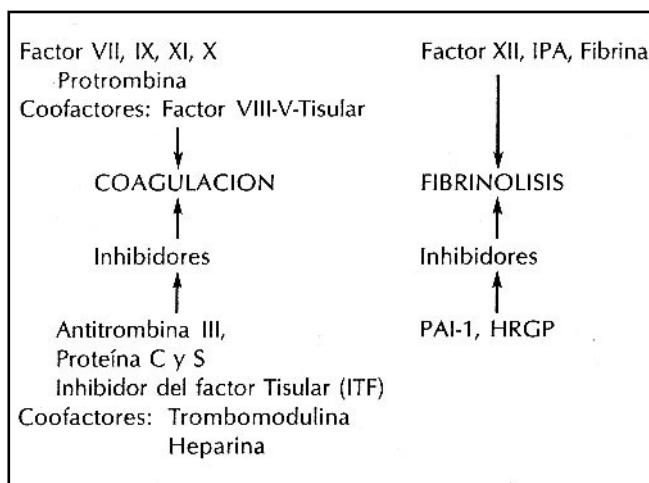 Factor VII, IX, XI, X
Protrombina
Coofactores: Factor VIII-V-Tisular
COAGULACION
Inhibidores
Antitrombina III,
Proteína C y S
Inhibidor del factor Tisular (ITF)
Coofactores: Trombomodulina
Heparina
Factor XII, IPA, Fibrina
FIBRINOLISIS
Inhibidores
PAI-1, HRGP